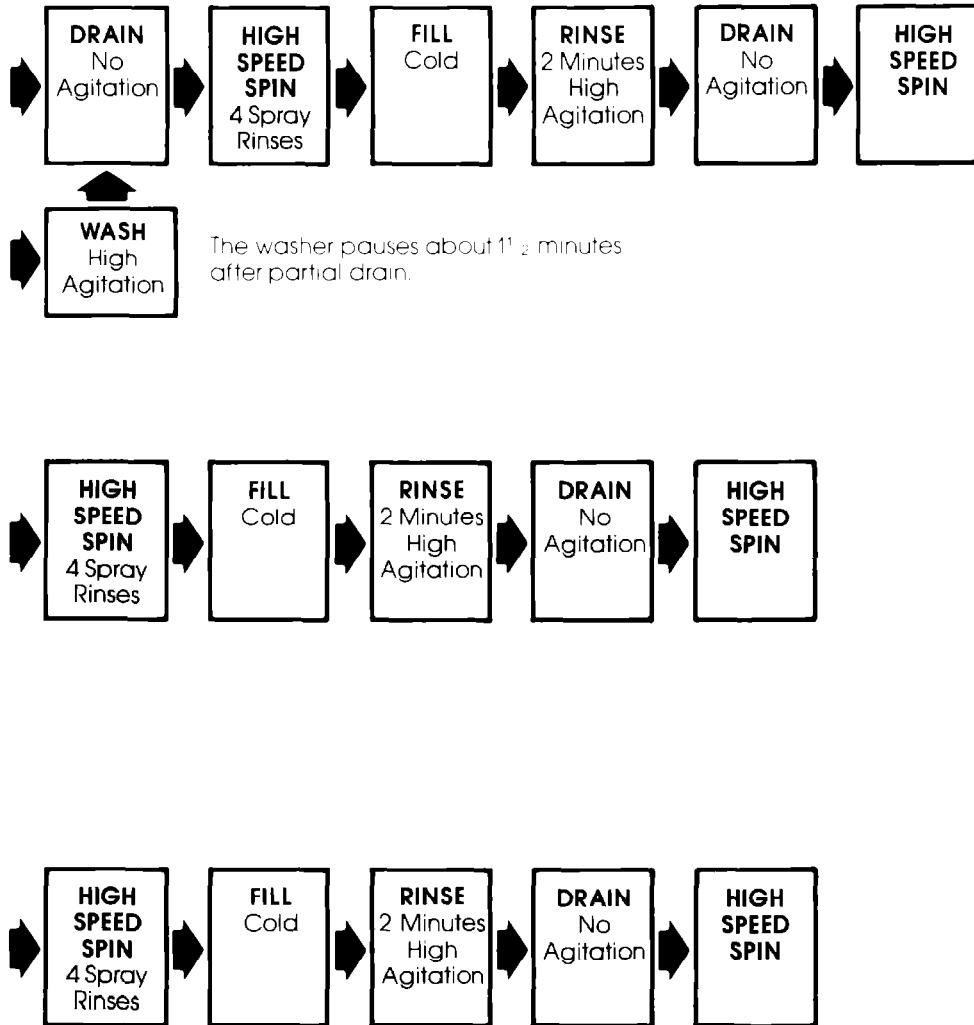 DRAIN
No
Agitation
HIGH
SPEED
SPIN
4 Spray
Rinses
FILL
Cold
RINSE
2 Minutes
High
Agitation
DRAIN
No
Agitation
HIGH
SPEED
SPIN
WASH
High
Agitation
The washer pauses about 1 1/2 minutes
after partial drain.
HIGH
SPEED
SPIN
4 Spray
Rinses
FILL
Cold
RINSE
2 Minutes
High
Agitation
DRAIN
No
Agitation
HIGH
SPEED
SPIN
HIGH
SPEED
SPIN
4 Spray
Rinses
FILL
Cold
RINSE
2 Minutes
High
Agitation
DRAIN
No
Agitation
HIGH
SPEED
SPIN